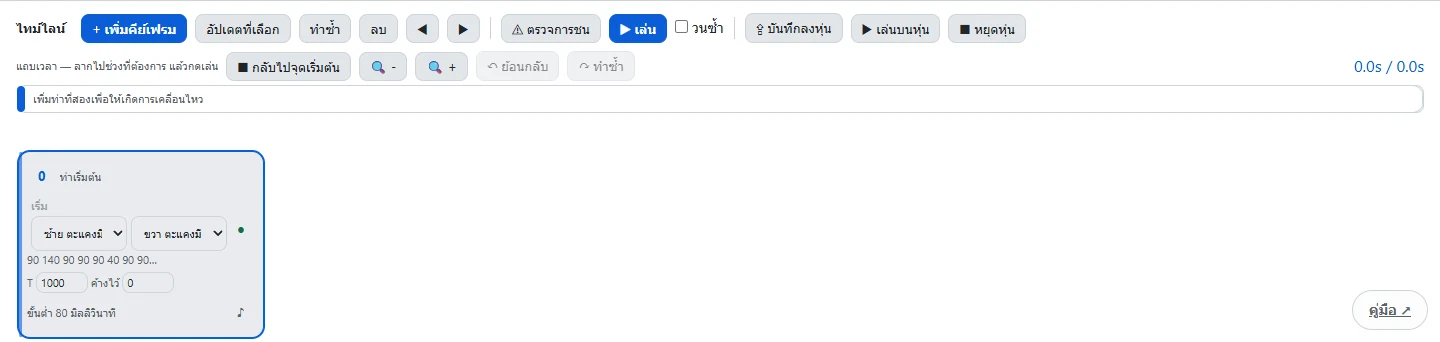 ไทม์ไลน์ + เพิ่มคีย์เฟรม อัปเดตที่เลือก ทำซ้ำ ลบ ◀ ▶ ⚠ ตรวจการชน ▶ เล่น วนซ้ำ ⇪ บันทึกลงหุ่น ▶ เล่นบนหุ่น ■ หยุดหุ่น
แถบเวลา — ลากไปช่วงที่ต้องการ แล้วกดเล่น ■ กลับไปจุดเริ่มต้น 🔍 - 🔍 + ↶ ย้อนกลับ ↷ ทำซ้ำ 0.0s / 0.0s
เพิ่มท่าที่สองเพื่อให้เกิดการเคลื่อนไหว
0 ท่าเริ่มต้น
เริ่ม
ซ้าย ตะแคงมื ขวา ตะแคงมื
90 140 90 90 90 40 90 90...
T 1000 ค้างไว้ 0
ขั้นต่ำ 80 มิลลิวินาที ♪
คู่มือ ↗